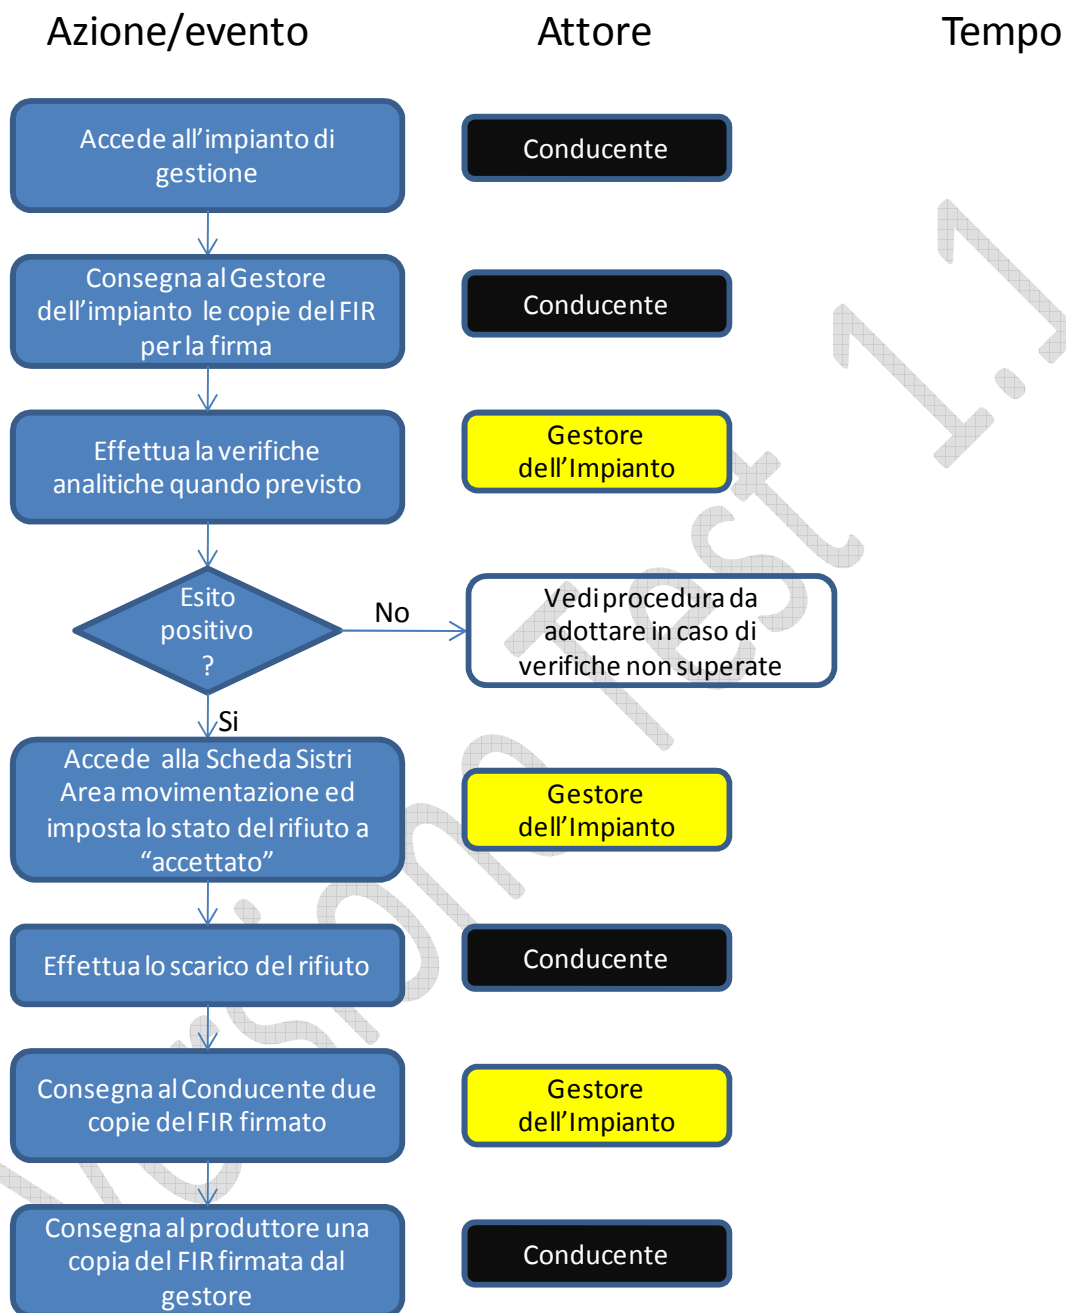 Azione/evento
Attore
Tempo
Accede all’impianto di
gestione
Conducente
Consegna al Gestore
dell’impianto le copie del FIR
per la firma
Conducente
Effettua la verifiche
analitiche quando previsto
Gestore
dell’Impianto
Esito
positivo
?
No
Vedi procedura da
adottare in caso di
verifiche non superate
Si
Accede alla Scheda Sistri
Area movimentazione ed
imposta lo stato del rifiuto a
“accettato”
Gestore
dell’Impianto
Effettua lo scarico del rifiuto
Conducente
Consegna al Conducente due
copie del FIR firmato
Gestore
dell’Impianto
Consegna al produttore una
copia del FIR firmata dal
gestore
Conducente
Versione Test 1.1